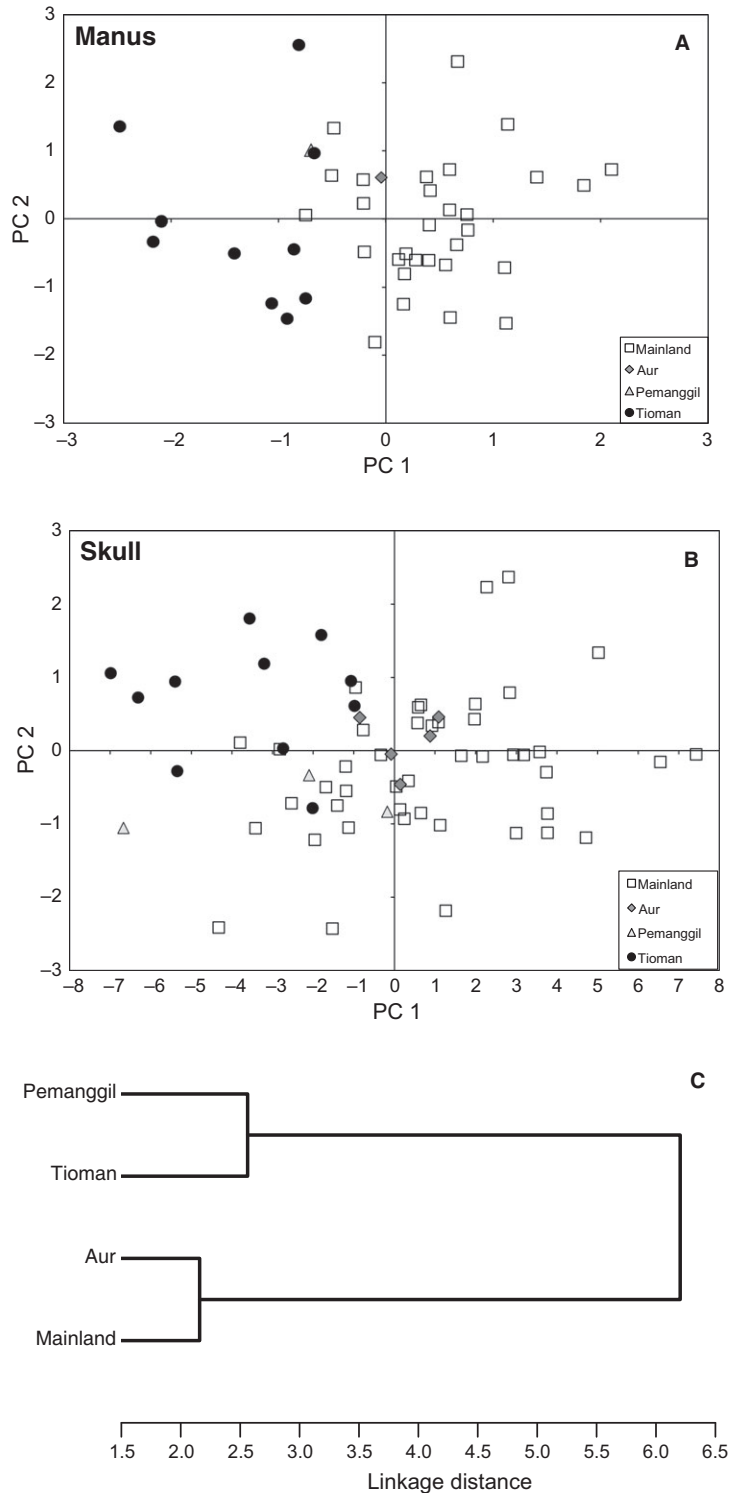 Manus
A
3
2
1
0
–1
–2
–3
PC 2
–3
–2
–1
0
1
2
3
PC 1
Mainland
Aur
Pemanggil
Tioman
Skull
B
3
2
1
0
–1
–2
–3
PC 2
–8
–7
–6
–5
–4
–3
–2
–1
0
1
2
3
4
5
6
7
8
PC 1
Mainland
Aur
Pemanggil
Tioman
C
Pemanggil
Tioman
Aur
Mainland
1.5
2.0
2.5
3.0
3.5
4.0
4.5
5.0
5.5
6.0
6.5
Linkage distance